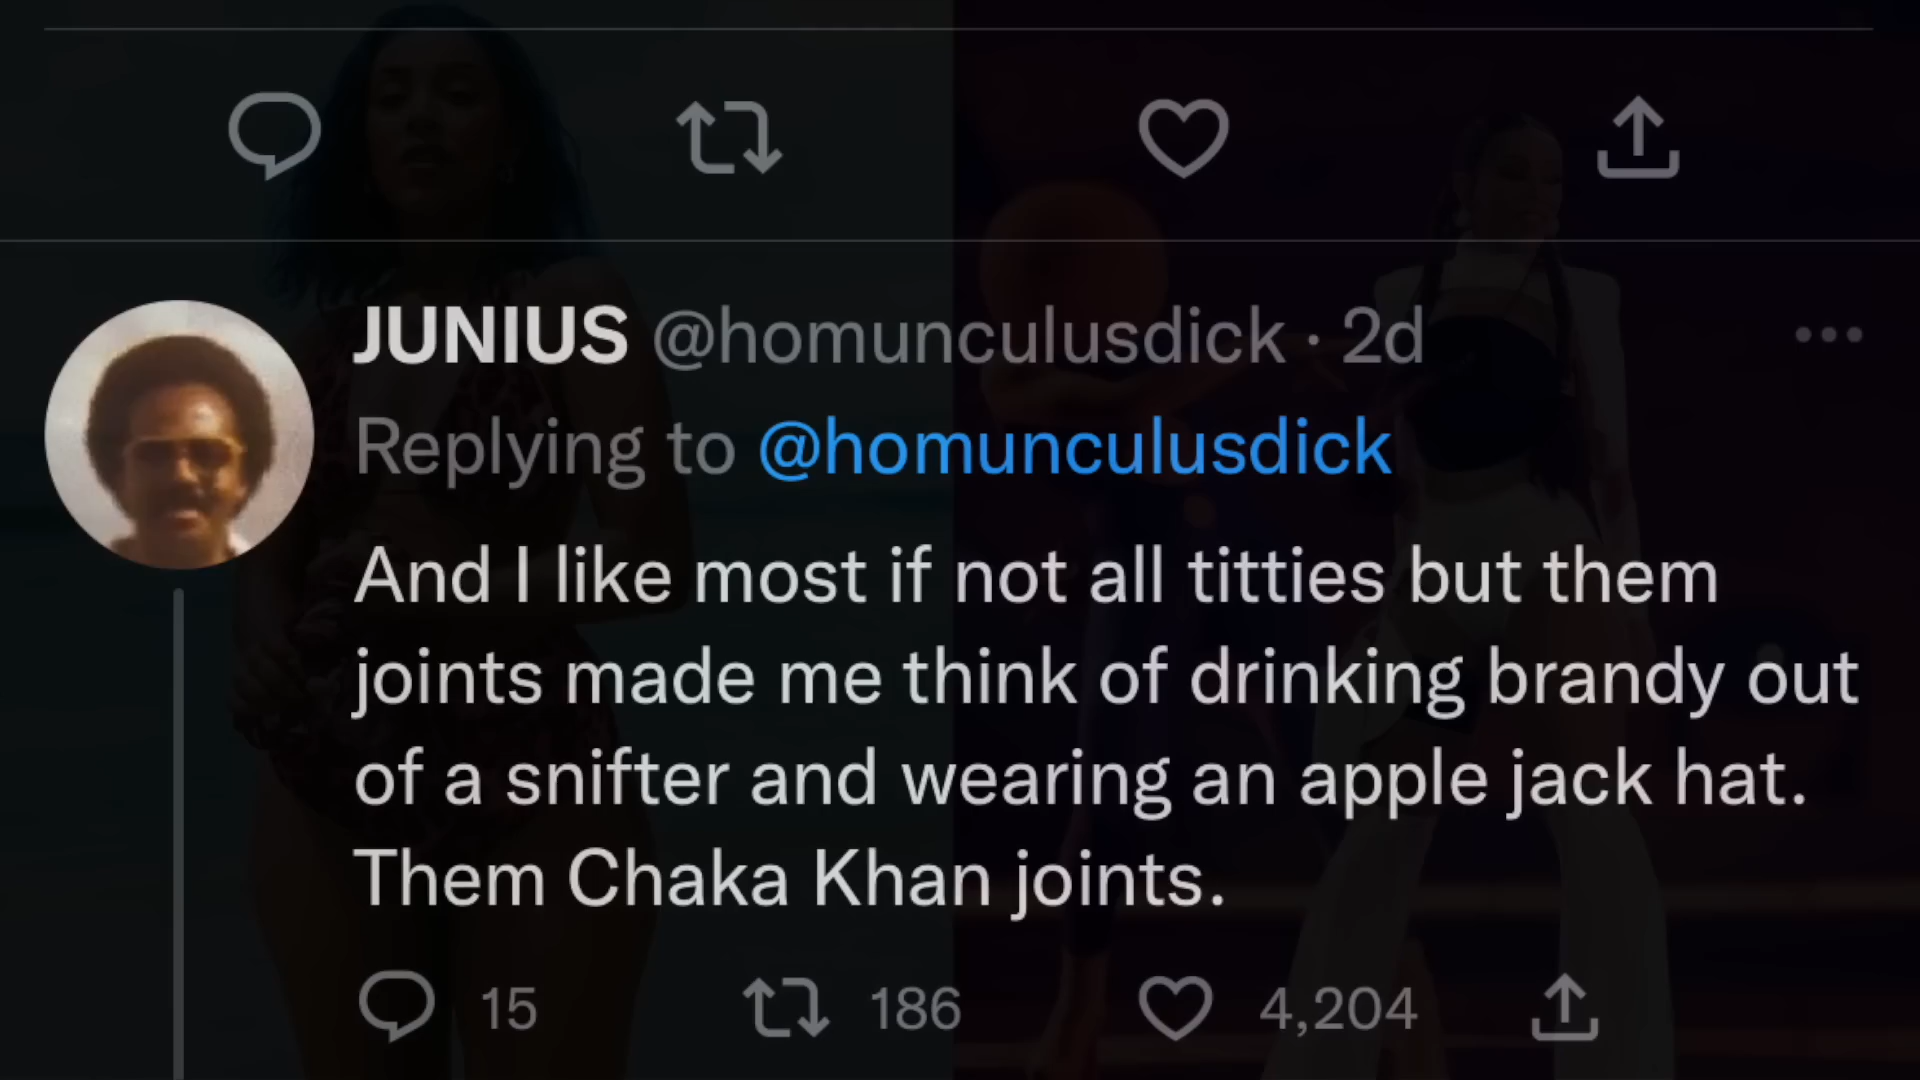 JUNIUS @homunculusdick · 2d
Replying to @homunculusdick
And I like most if not all titties but them
joints made me think of drinking brandy out
of a snifter and wearing an apple jack hat.
Them Chaka Khan joints.
15 186 4,204